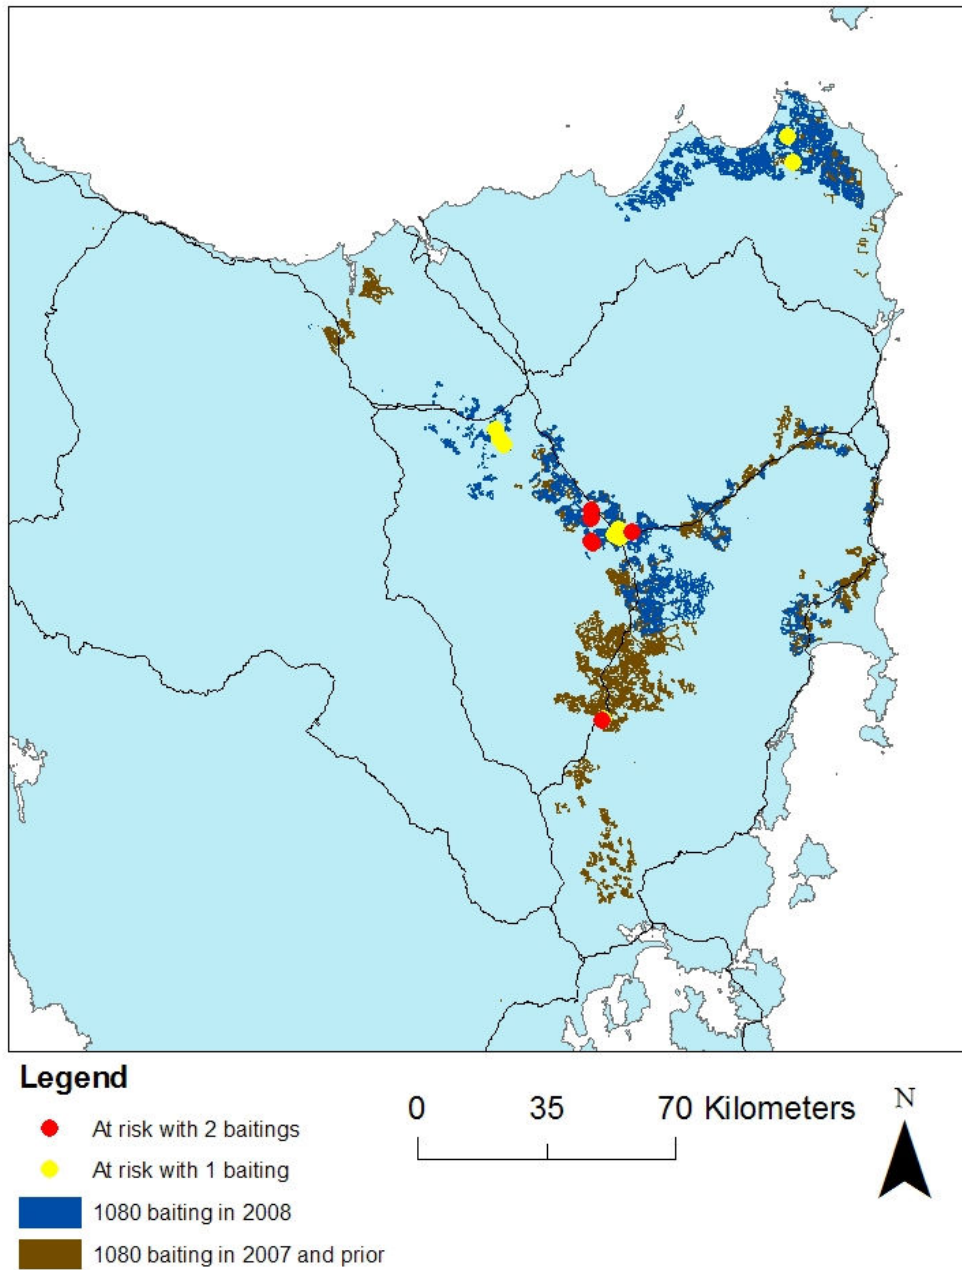 Legend
At risk with 2 baitings
At risk with 1 baiting
1080 baiting in 2008
1080 baiting in 2007 and prior
0 35 70 Kilometers
N